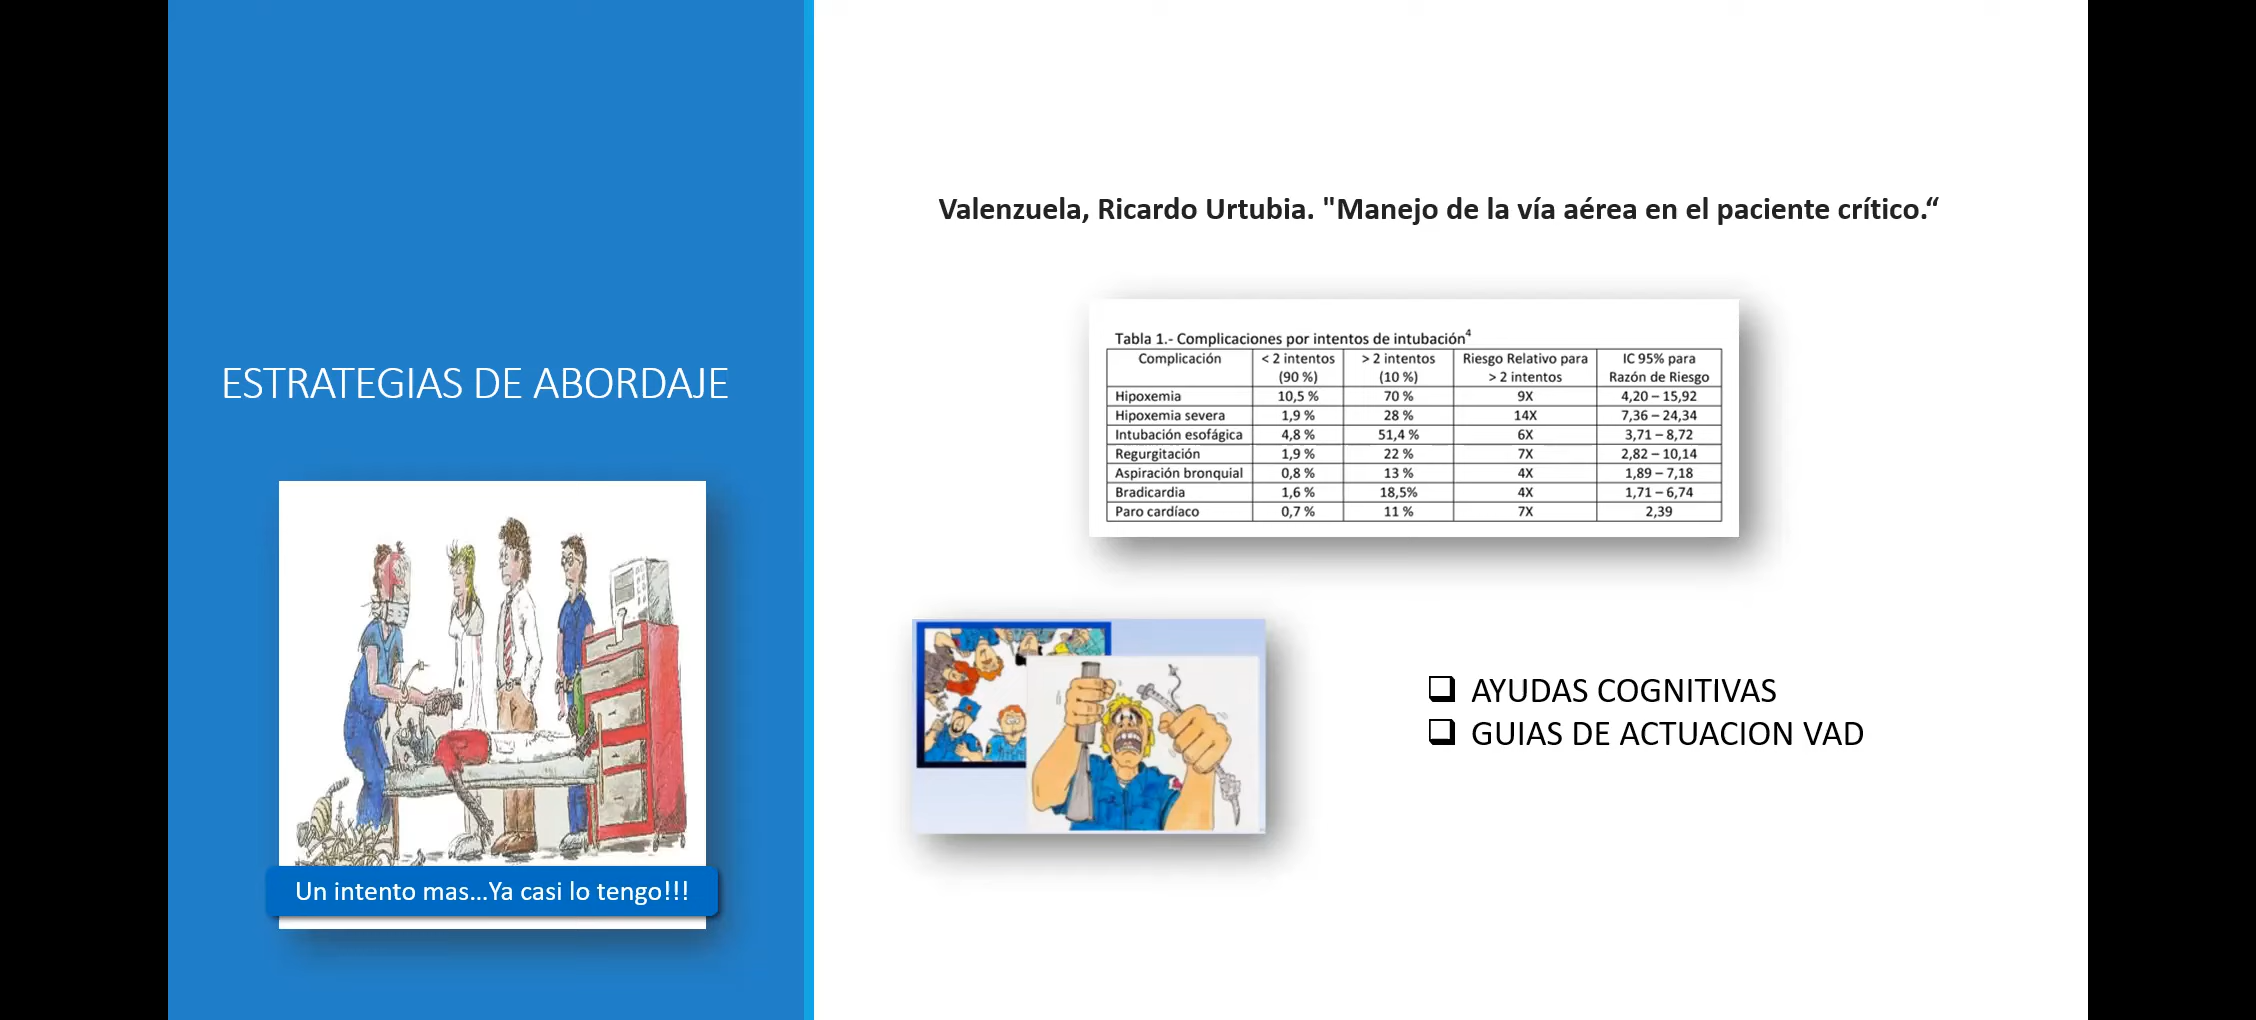 ESTRATEGIAS DE ABORDAJE
Un intento mas...Ya casi lo tengo!!!
Valenzuela, Ricardo Urtubia. "Manejo de la vía aérea en el paciente crítico.“
Tabla 1.- Complicaciones por intentos de intubación4
Complicación < 2 intentos (90 %) > 2 intentos (10 %) Riesgo Relativo para > 2 intentos IC 95% para Razón de Riesgo
Hipoxemia 10,5 % 70 % 9X 4,20 – 15,92
Hipoxemia severa 1,9 % 28 % 14X 7,36 – 24,34
Intubación esofágica 4,8 % 51,4 % 6X 3,71 – 8,72
Regurgitación 1,9 % 22 % 7X 2,82 – 10,14
Aspiración bronquial 0,8 % 13 % 4X 1,89 – 7,18
Bradicardia 1,6 % 18,5% 4X 1,71 – 6,74
Paro cardíaco 0,7 % 11 % 7X 2,39
AYUDAS COGNITIVAS
GUIAS DE ACTUACION VAD